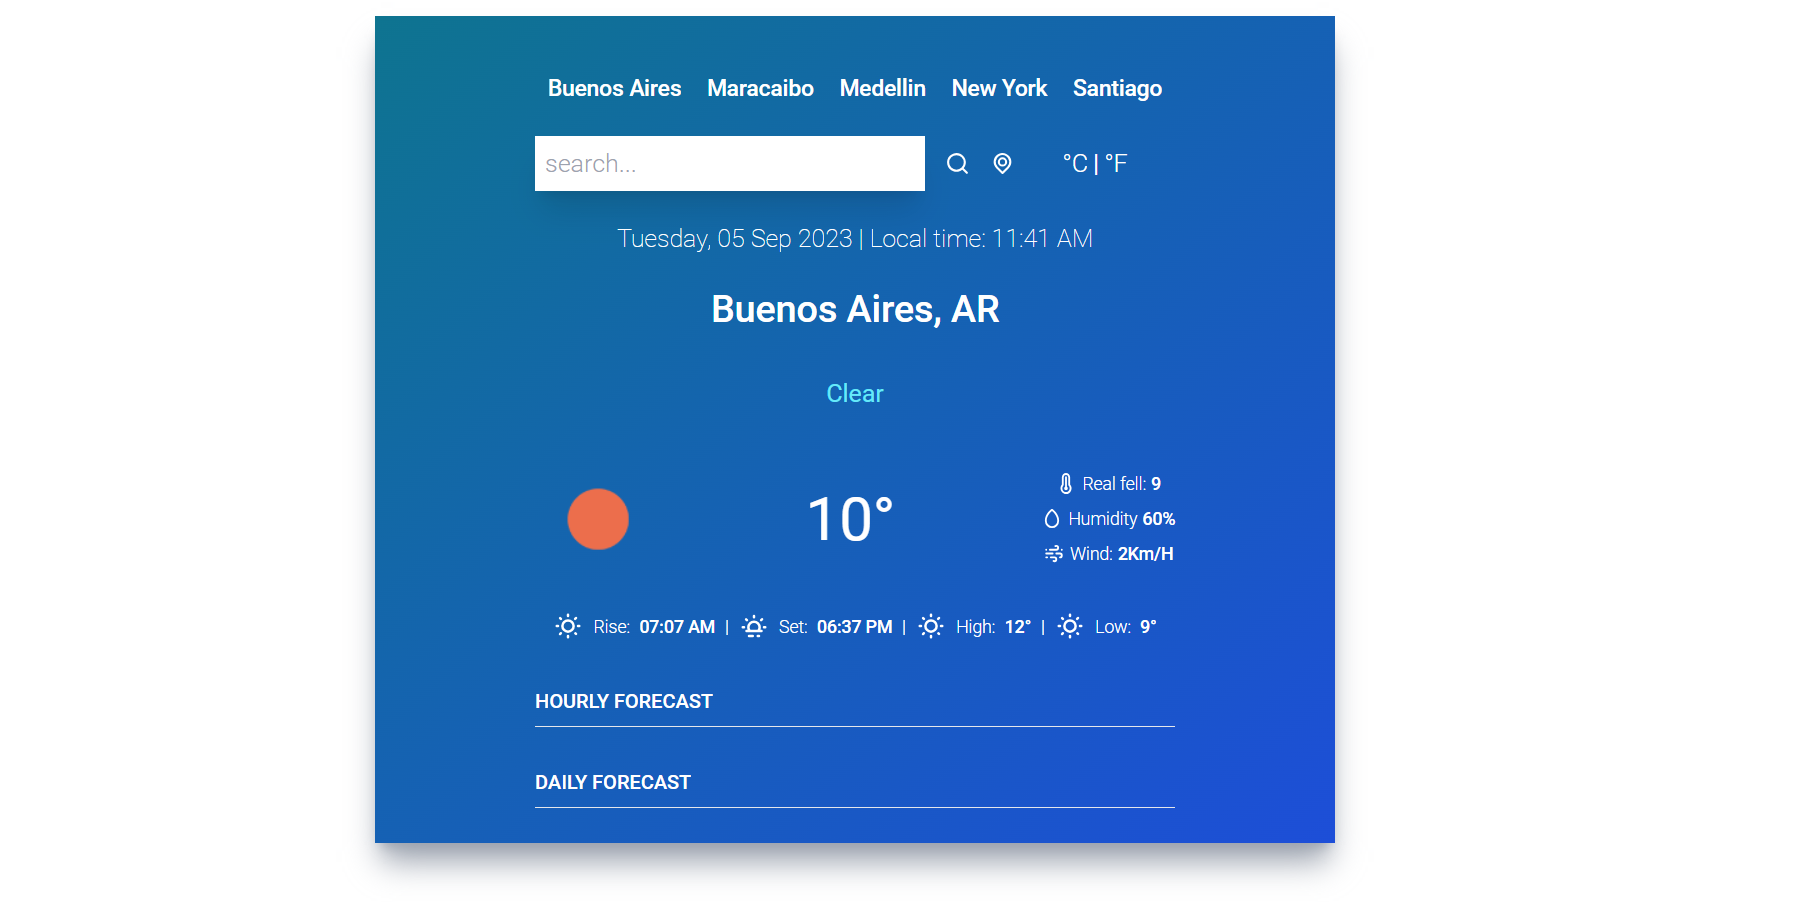 Buenos Aires Maracaibo Medellin New York Santiago
search... °C | °F
Tuesday, 05 Sep 2023 | Local time: 11:41 AM
Buenos Aires, AR
Clear
10°
Real fell: 9
Humidity 60%
Wind: 2Km/H
Rise: 07:07 AM | Set: 06:37 PM | High: 12° | Low: 9°
HOURLY FORECAST
DAILY FORECAST